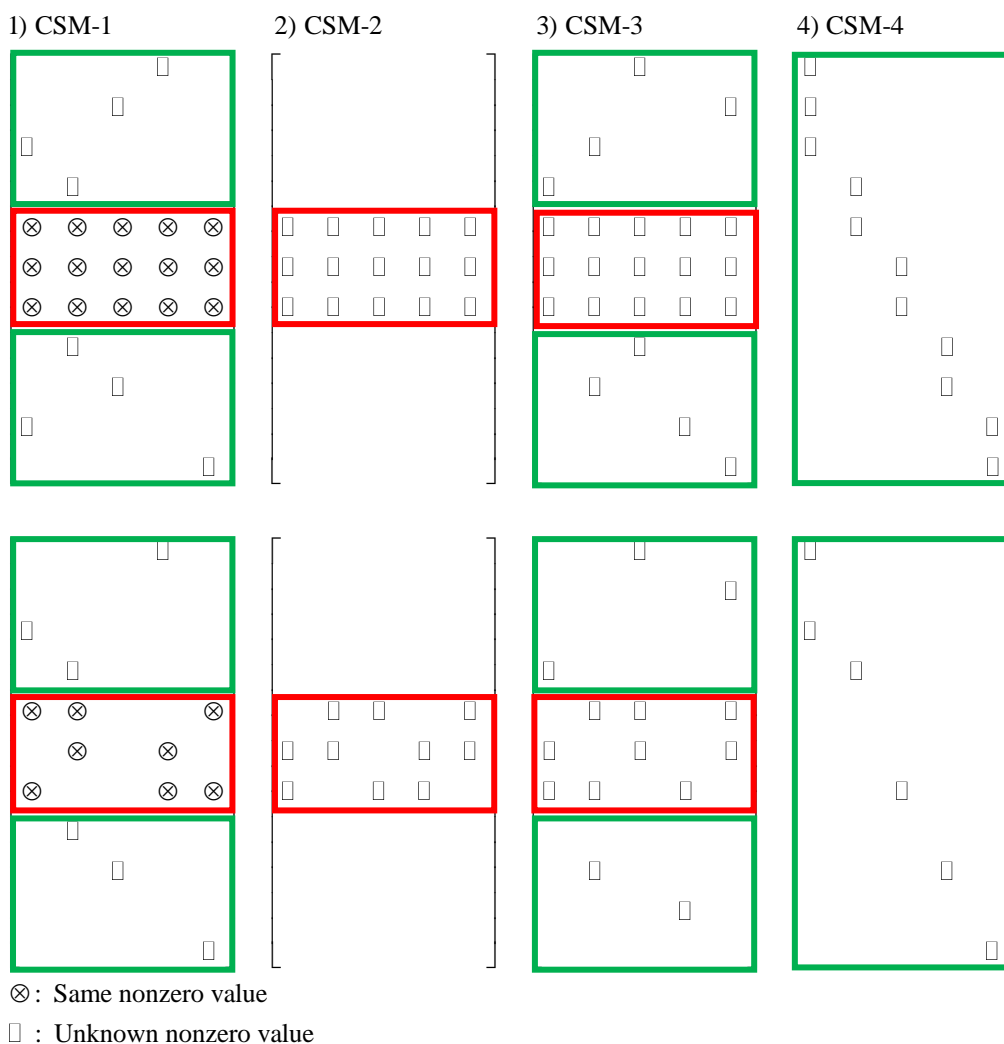 1) CSM-1 2) CSM-2 3) CSM-3 4) CSM-4
⊗ ⊗ ⊗ ⊗ ⊗
⊗ ⊗ ⊗ ⊗ ⊗
⊗ ⊗ ⊗ ⊗ ⊗
⊗ ⊗ ⊗
⊗ ⊗
⊗ ⊗ ⊗
⊗ : Same nonzero value
▯ : Unknown nonzero value